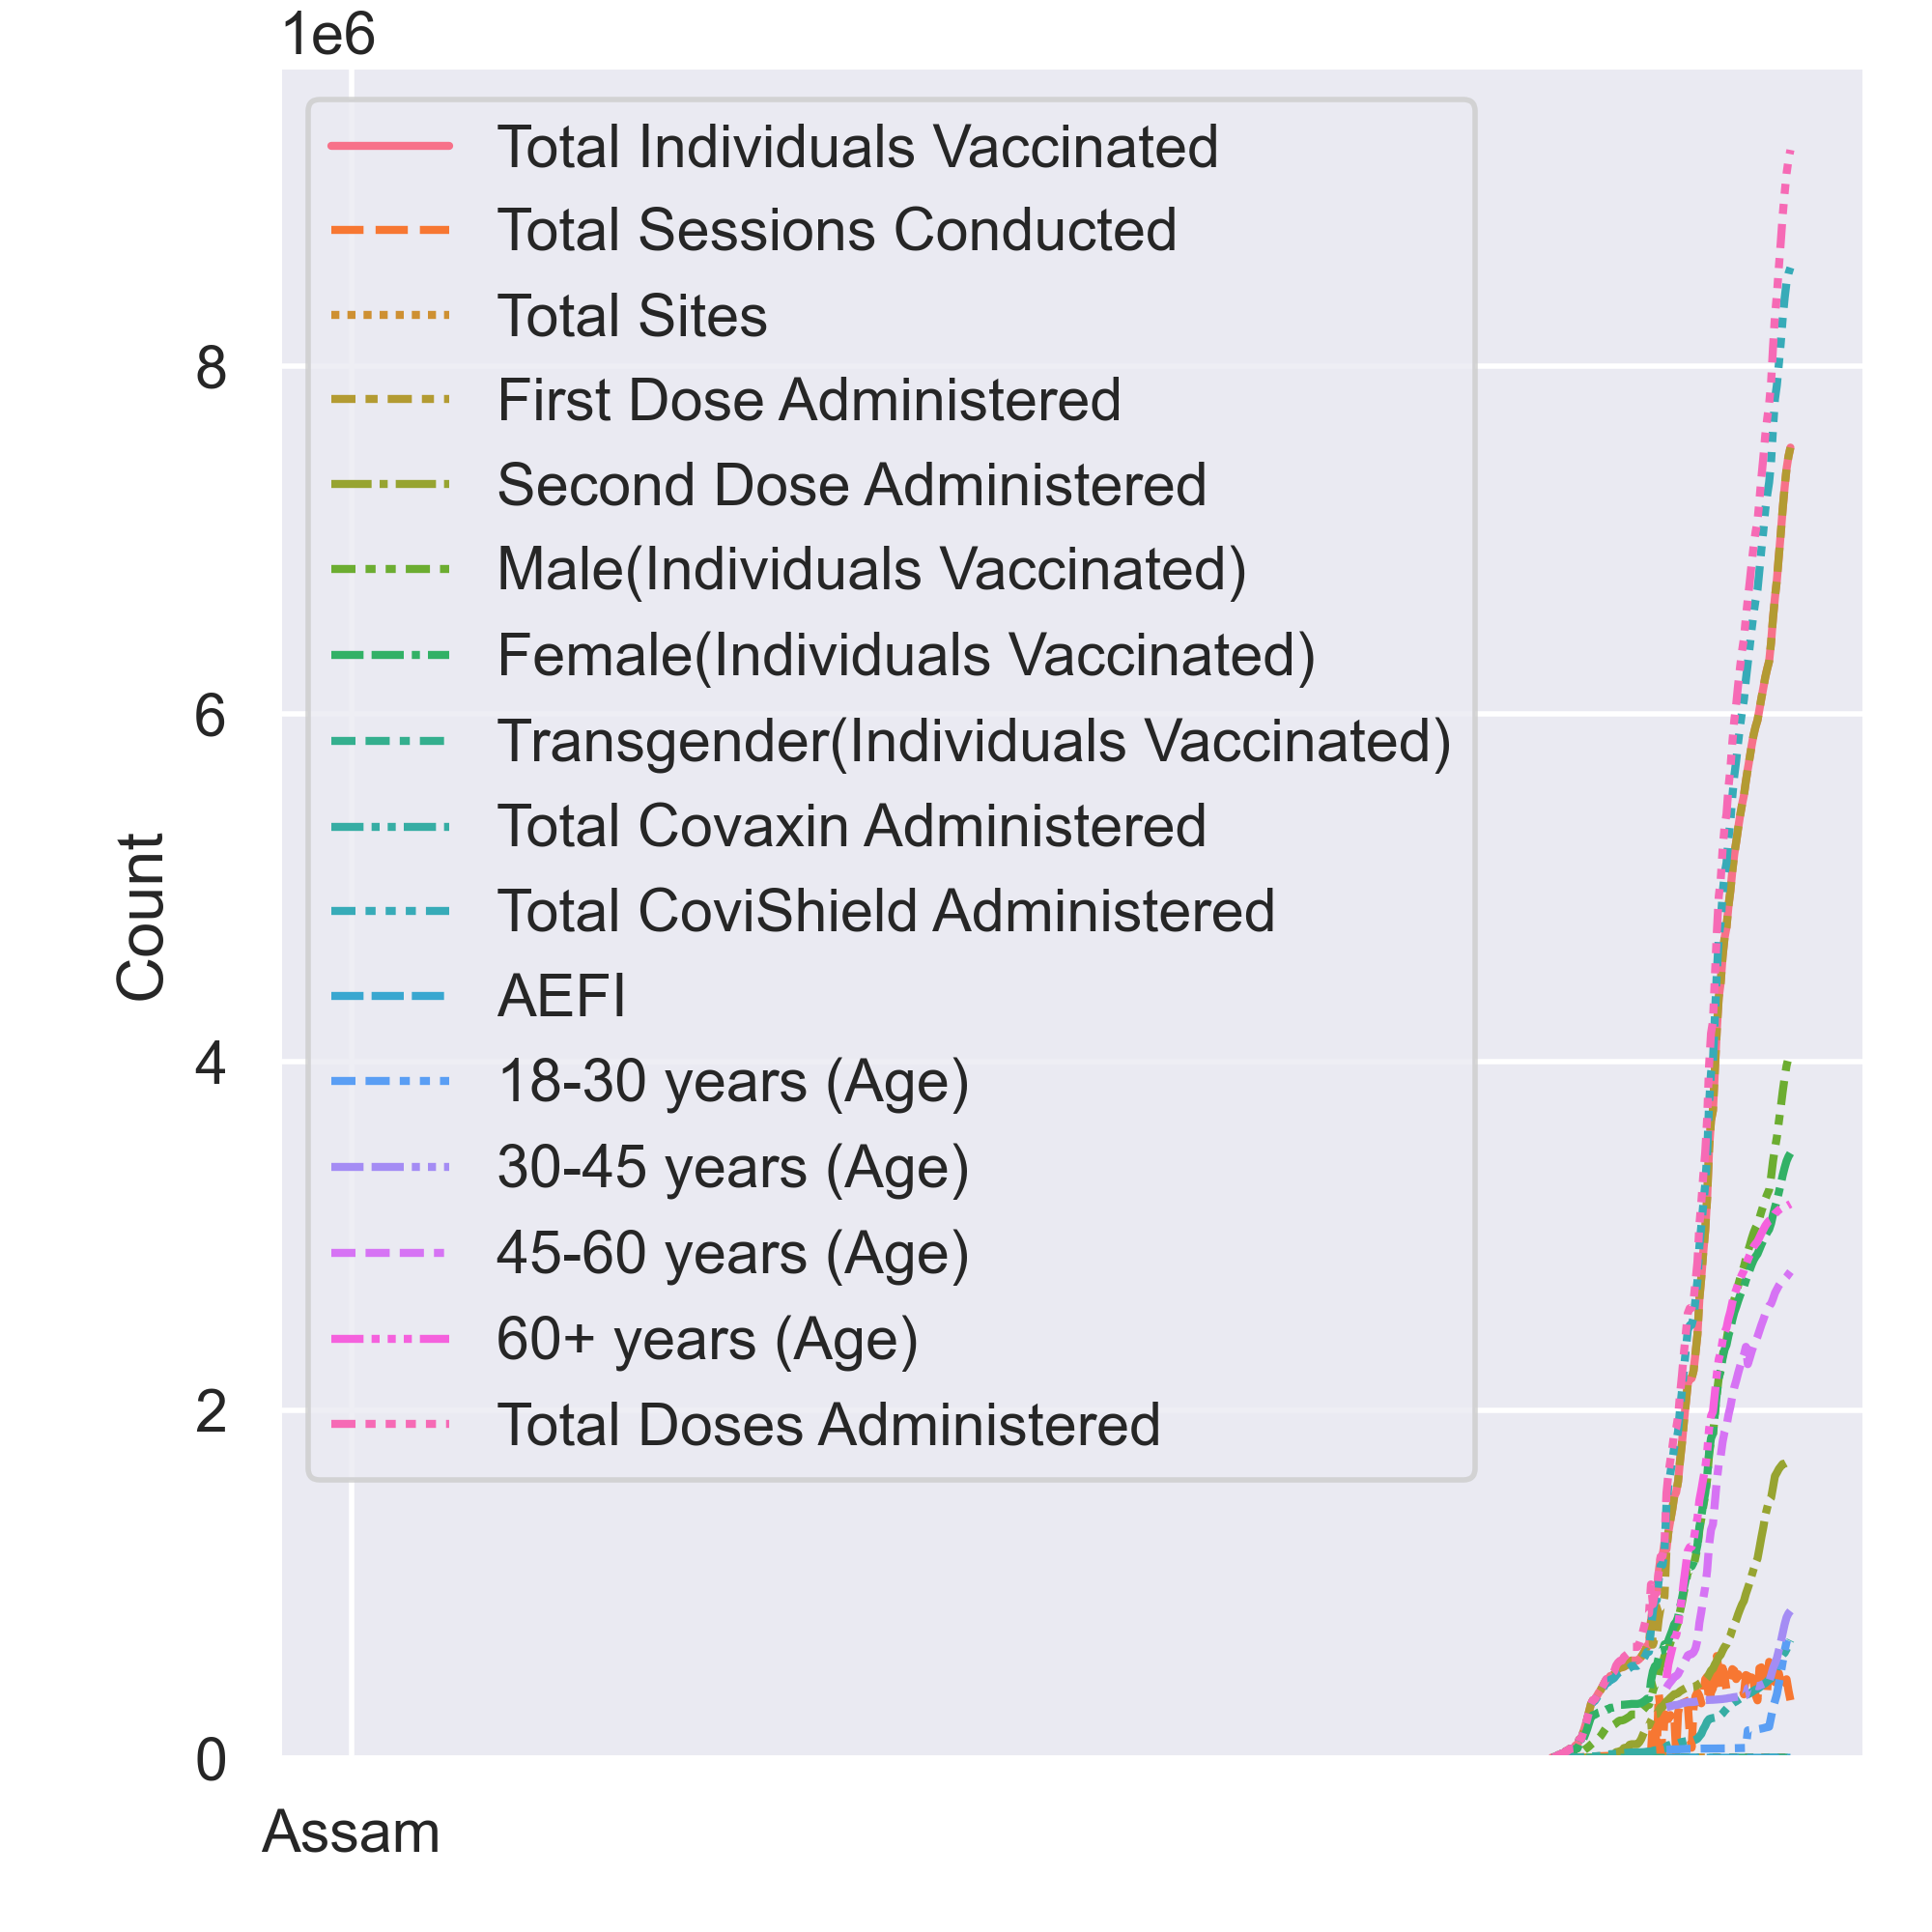 1e6
Total Individuals Vaccinated
Total Sessions Conducted
Total Sites
First Dose Administered
Second Dose Administered
Male(Individuals Vaccinated)
Female(Individuals Vaccinated)
Transgender(Individuals Vaccinated)
Total Covaxin Administered
Total CoviShield Administered
AEFI
18-30 years (Age)
30-45 years (Age)
45-60 years (Age)
60+ years (Age)
Total Doses Administered
8
6
4
2
0
Count
Assam